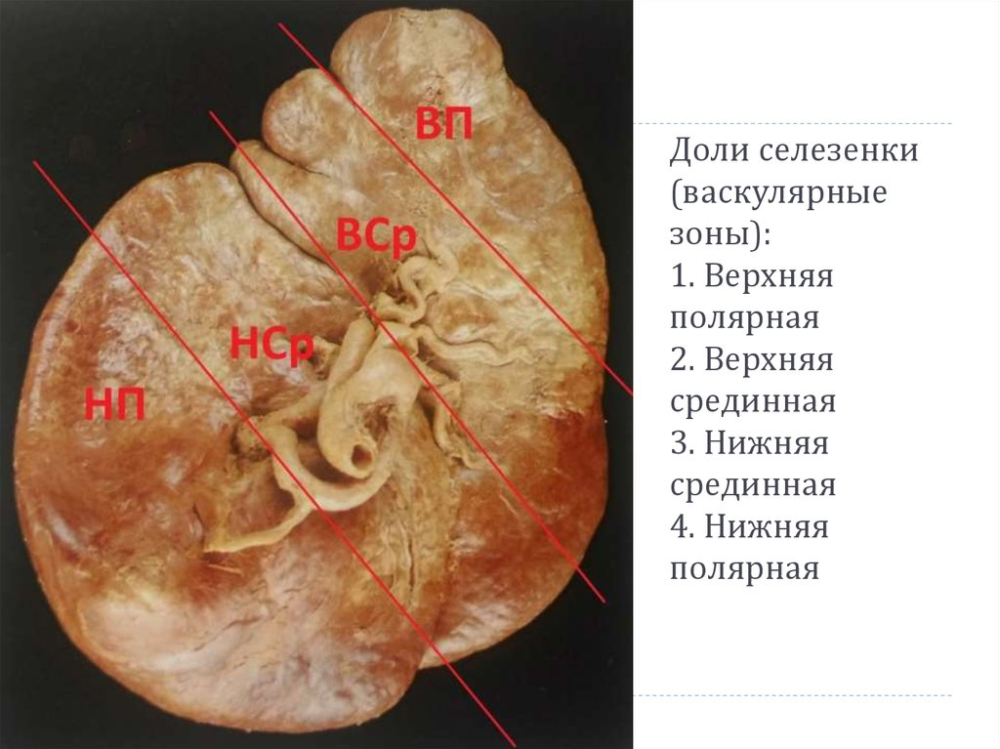 ВП
ВСр
НСр
НП
Доли селезенки
(васкулярные
зоны):
1. Верхняя
полярная
2. Верхняя
срединная
3. Нижняя
срединная
4. Нижняя
полярная